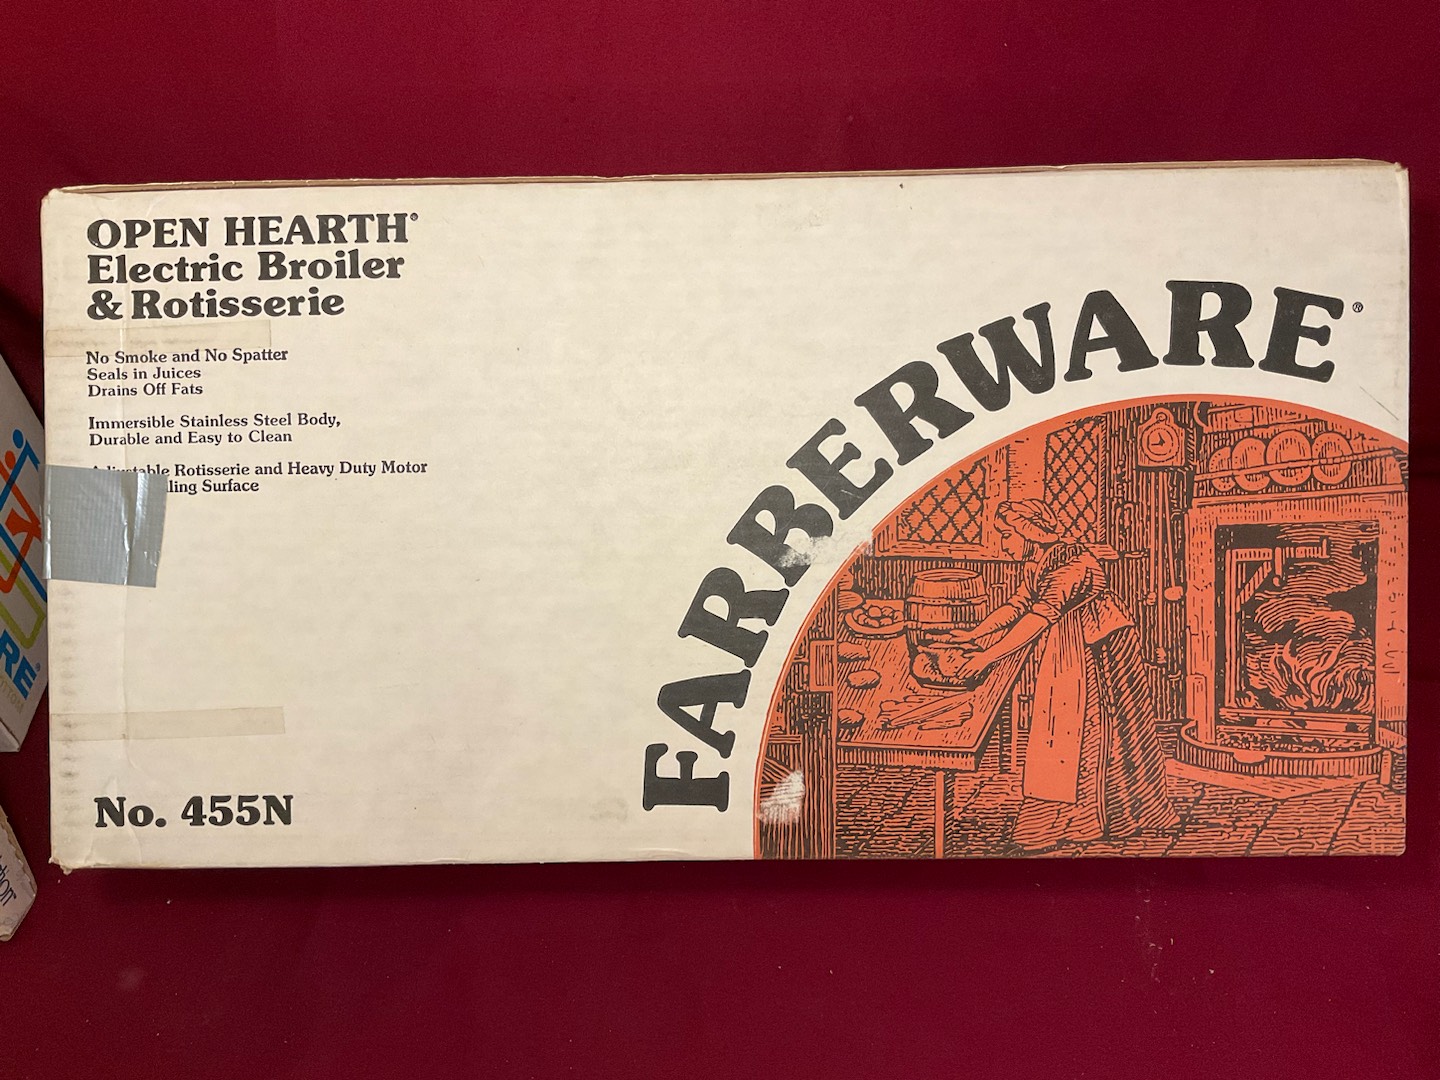 OPEN HEARTH®
Electric Broiler
& Rotisserie
No Smoke and No Spatter
Seals in Juices
Drains Off Fats
Immersible Stainless Steel Body,
Durable and Easy to Clean
Rotisserie and Heavy Duty Motor
Surface
No. 455N
FARBERWARE®
RE